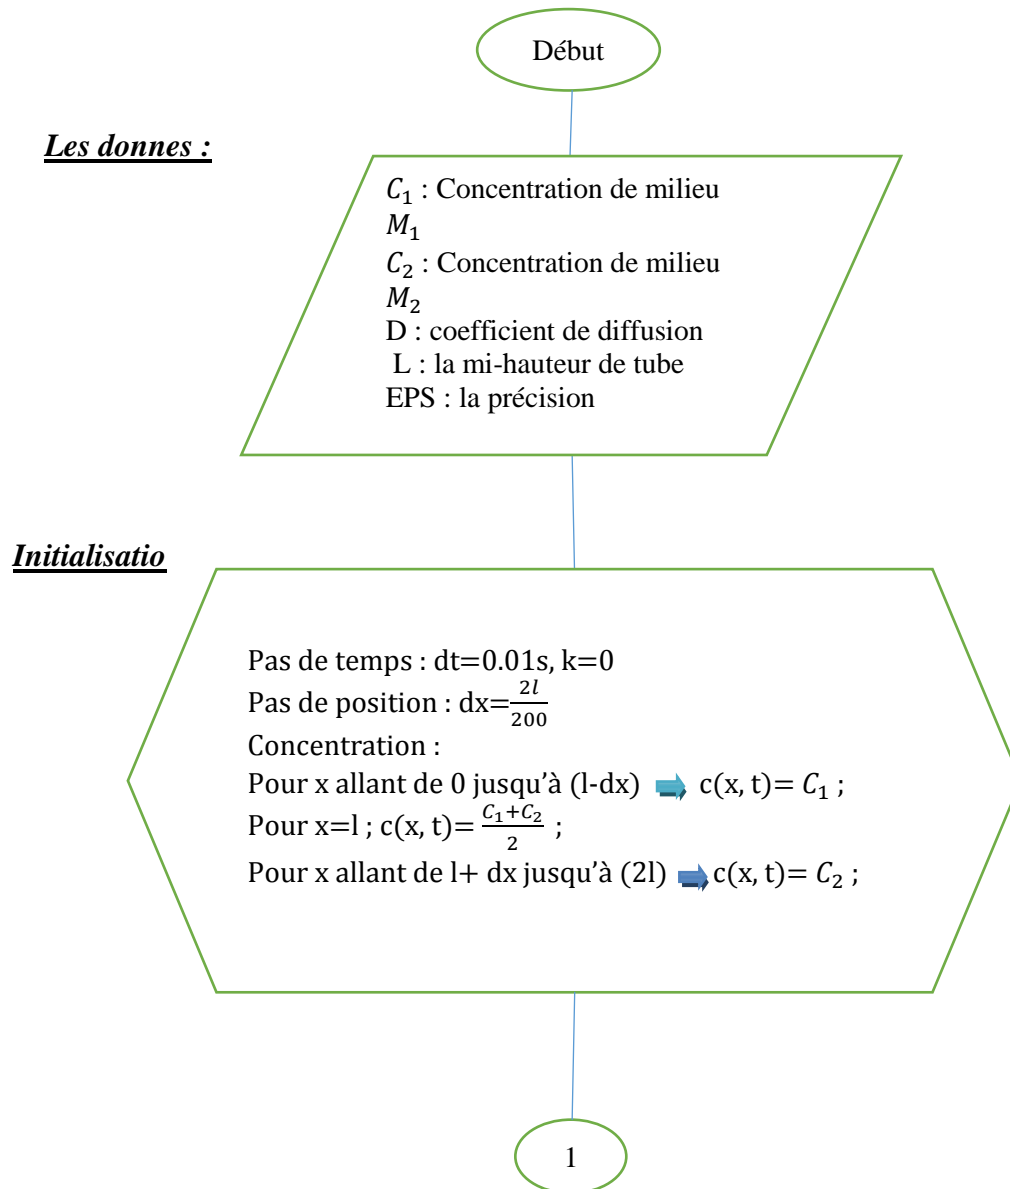 Début
Les donnes :
C₁ : Concentration de milieu
M₁
C₂ : Concentration de milieu
M₂
D : coefficient de diffusion
L : la mi-hauteur de tube
EPS : la précision
Initialisatio
Pas de temps : dt=0.01s, k=0
Pas de position : dx=2l/200
Concentration :
Pour x allant de 0 jusqu’à (l-dx) ➡ c(x, t)= C₁ ;
Pour x=l ; c(x, t)= C₁+C₂/2 ;
Pour x allant de l+ dx jusqu’à (2l) ➡ c(x, t)= C₂ ;
1